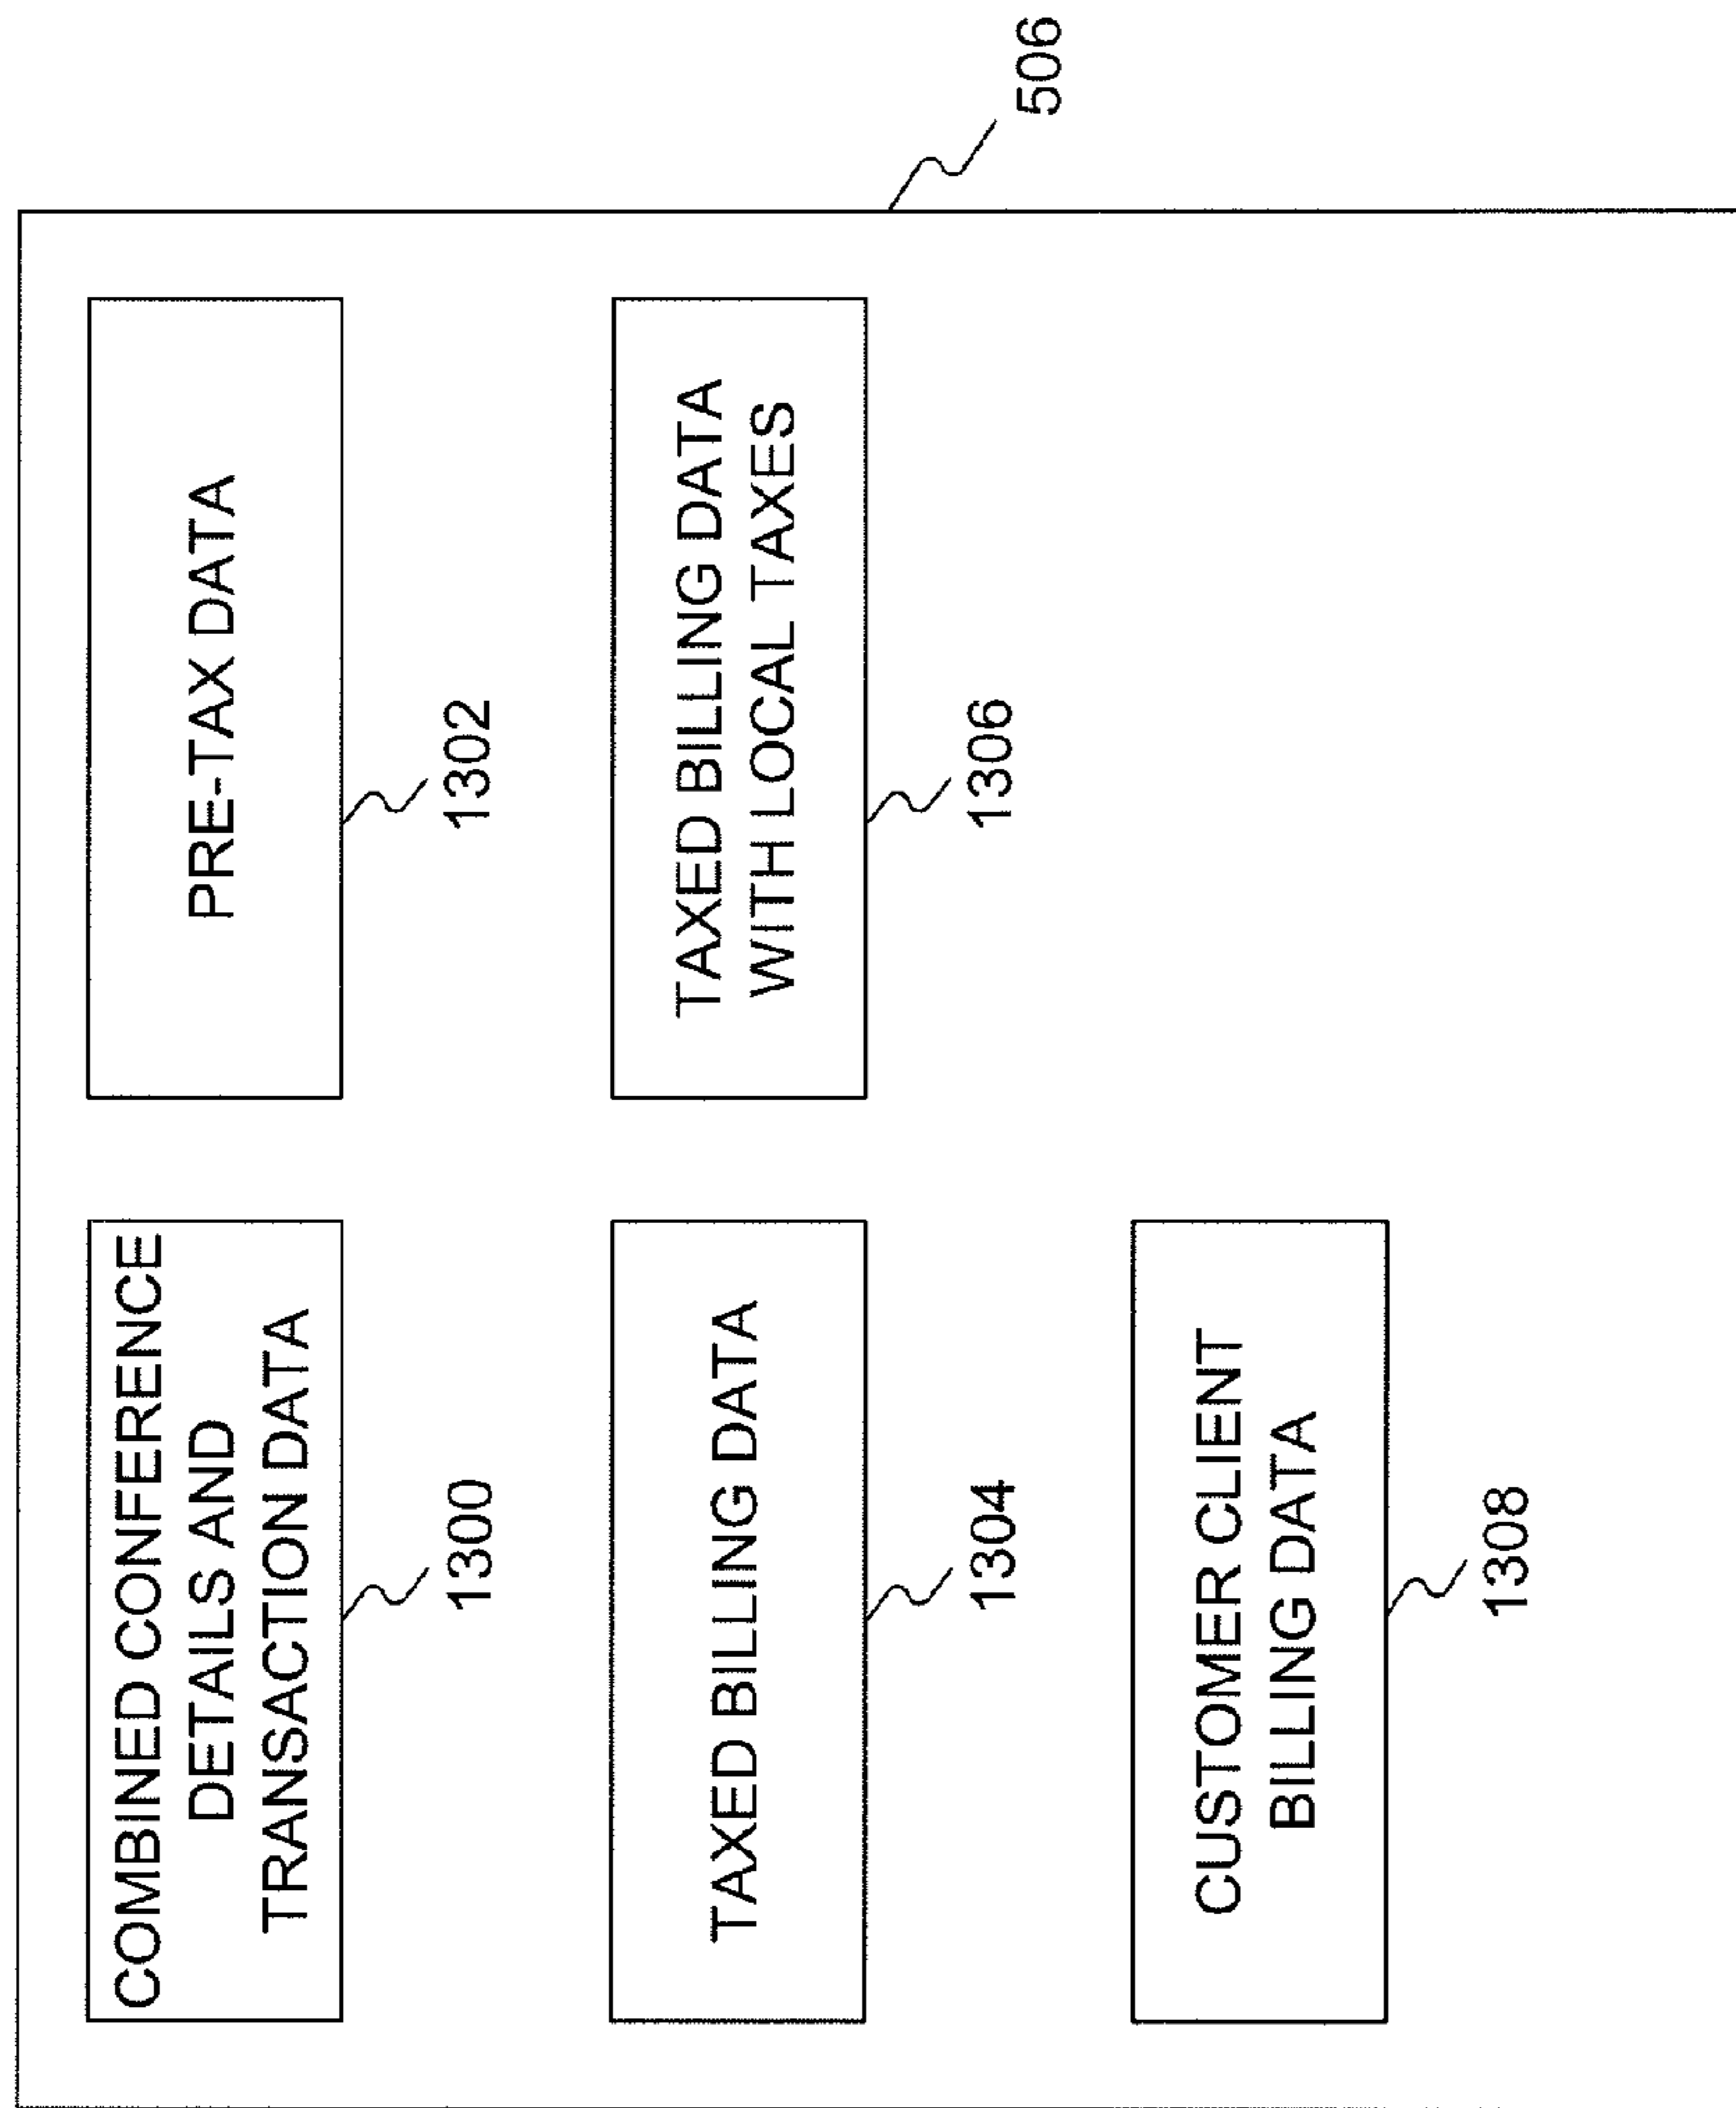 COMBINED CONFERENCE
DETAILS AND
TRANSACTION DATA
1300
PRE-TAX DATA
1302
TAXED BILLING DATA
1304
TAXED BILLING DATA
WITH LOCAL TAXES
1306
CUSTOMER CLIENT
BILLING DATA
1308
506